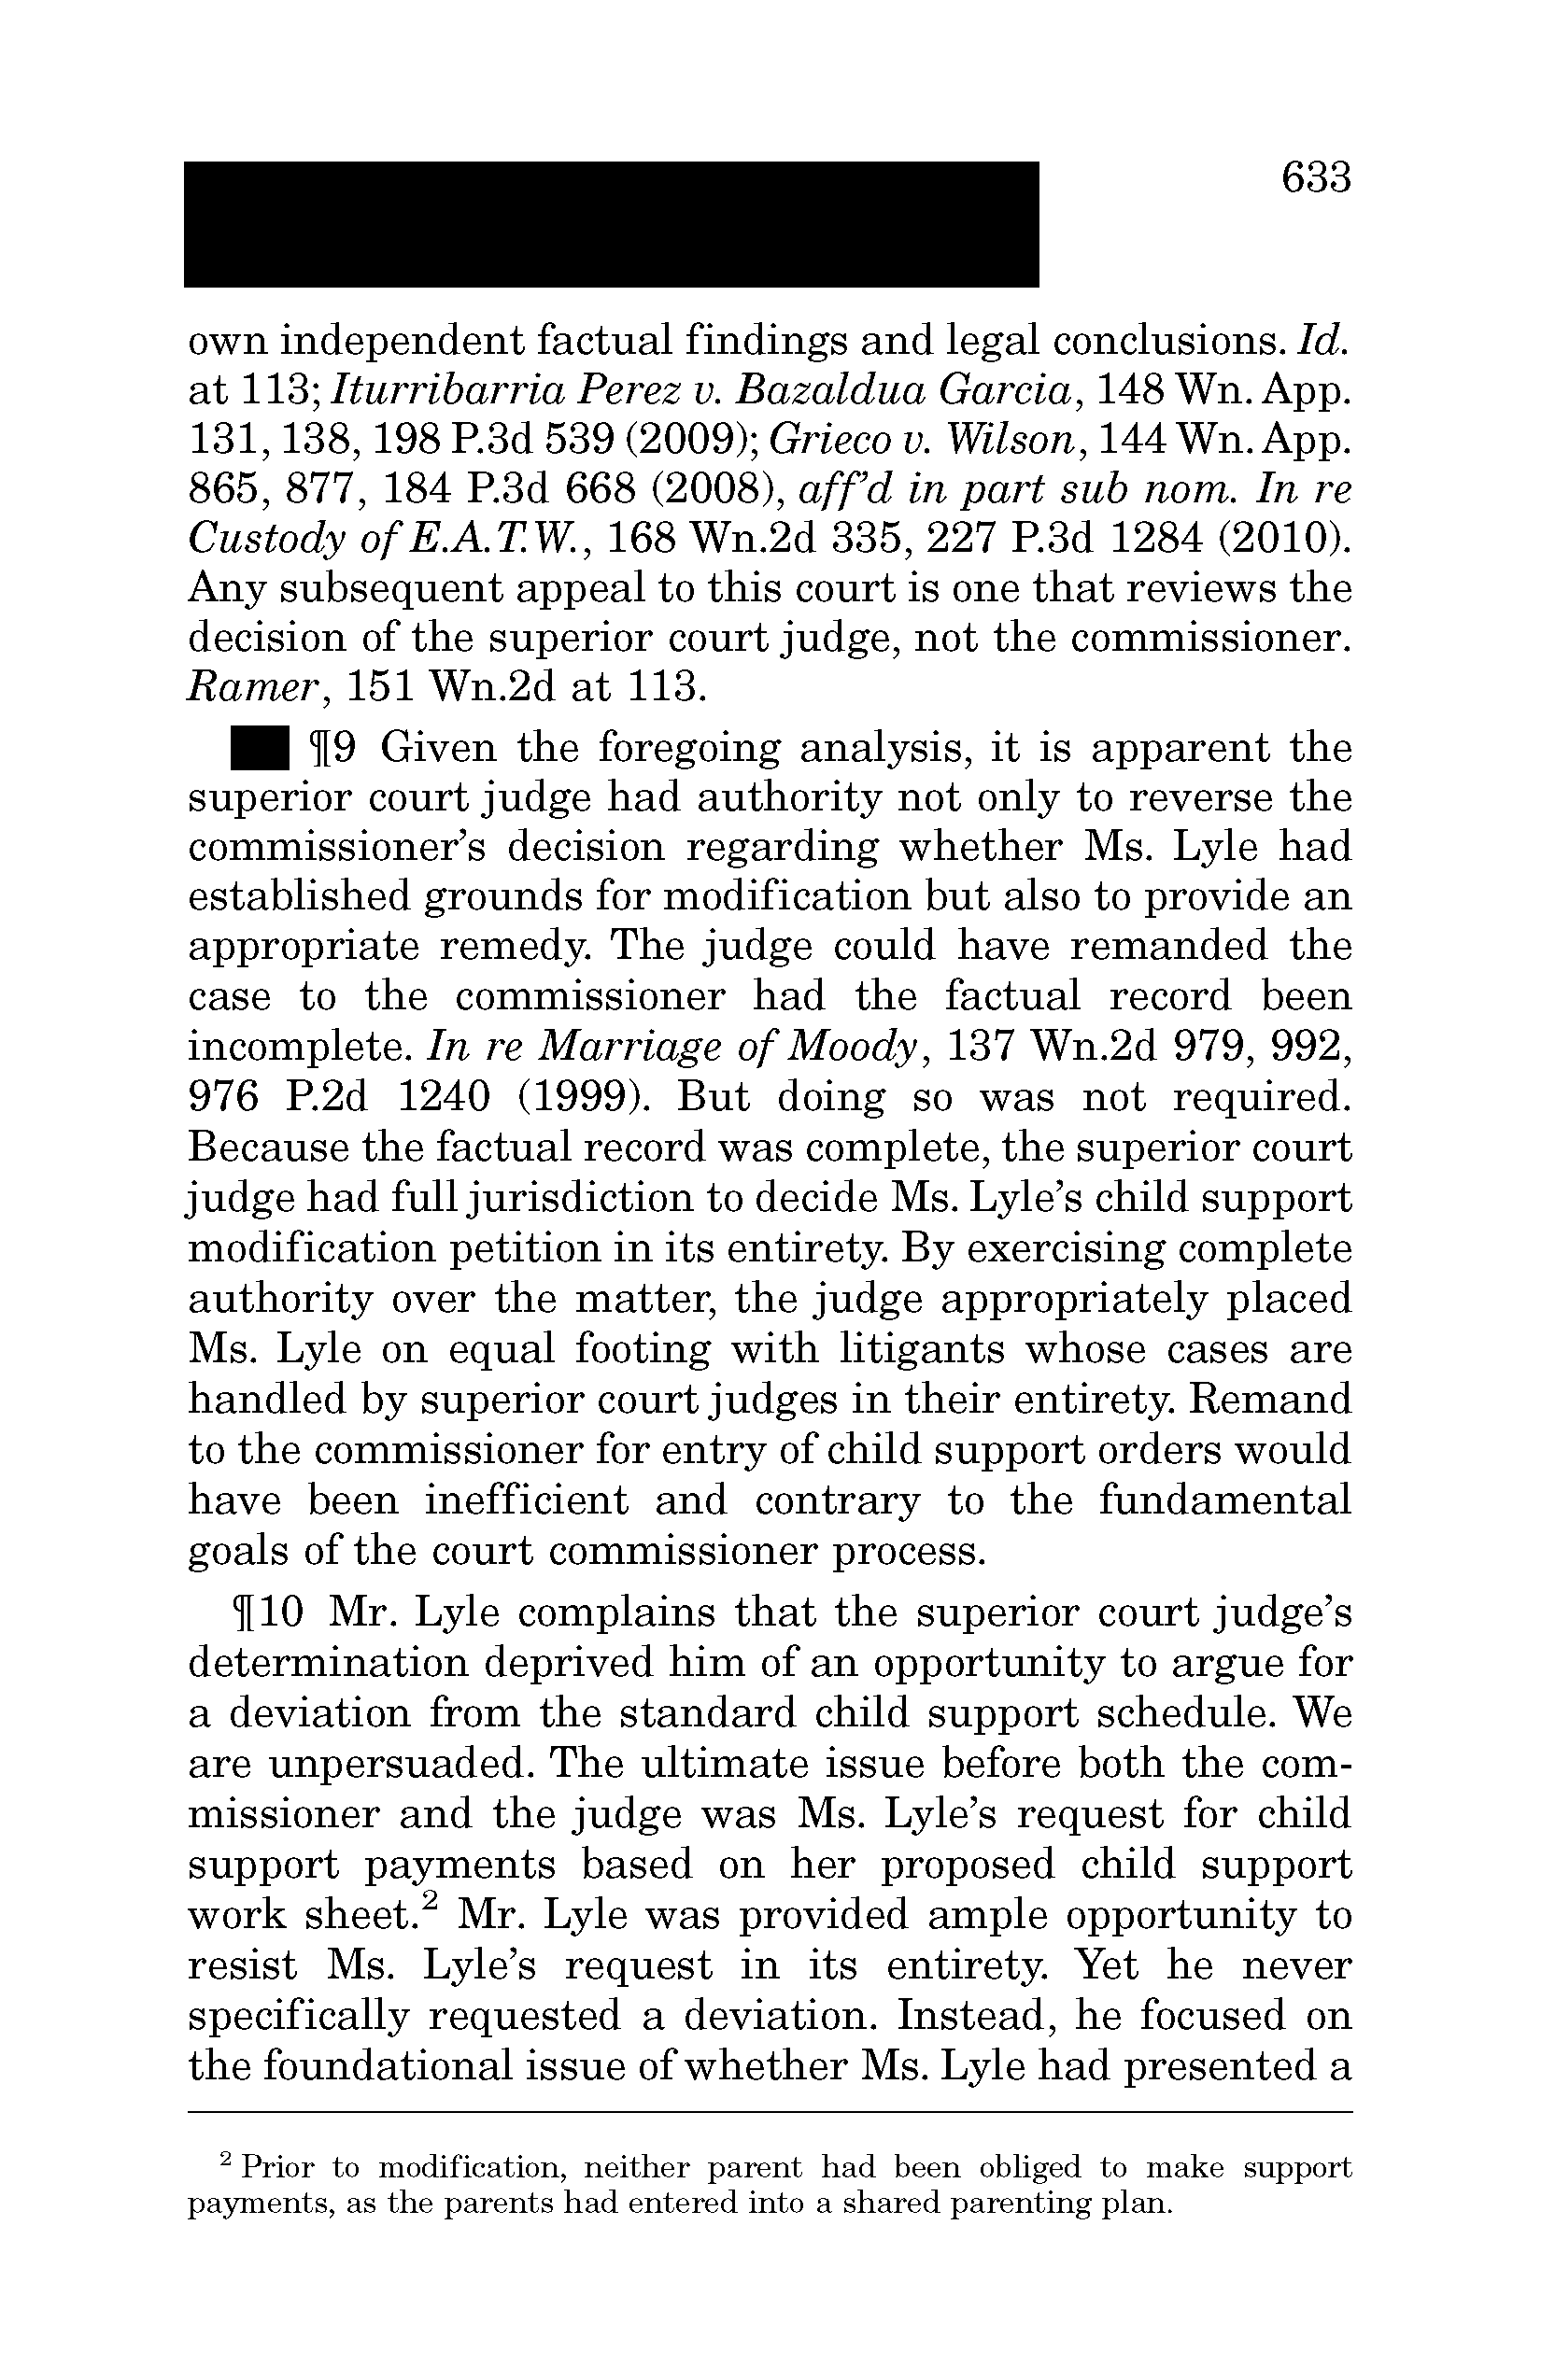 633
own independent factual findings and legal conclusions. Id.
at 113; Iturribarria Perez v. Bazaldua Garcia, 148 Wn. App.
131, 138, 198 P.3d 539 (2009); Grieco v. Wilson, 144 Wn. App.
865, 877, 184 P.3d 668 (2008), aff’d in part sub nom. In re
Custody of E.A.T.W., 168 Wn.2d 335, 227 P.3d 1284 (2010).
Any subsequent appeal to this court is one that reviews the
decision of the superior court judge, not the commissioner.
Ramer, 151 Wn.2d at 113.
¶9 Given the foregoing analysis, it is apparent the
superior court judge had authority not only to reverse the
commissioner’s decision regarding whether Ms. Lyle had
established grounds for modification but also to provide an
appropriate remedy. The judge could have remanded the
case to the commissioner had the factual record been
incomplete. In re Marriage of Moody, 137 Wn.2d 979, 992,
976 P.2d 1240 (1999). But doing so was not required.
Because the factual record was complete, the superior court
judge had full jurisdiction to decide Ms. Lyle’s child support
modification petition in its entirety. By exercising complete
authority over the matter, the judge appropriately placed
Ms. Lyle on equal footing with litigants whose cases are
handled by superior court judges in their entirety. Remand
to the commissioner for entry of child support orders would
have been inefficient and contrary to the fundamental
goals of the court commissioner process.
¶10 Mr. Lyle complains that the superior court judge’s
determination deprived him of an opportunity to argue for
a deviation from the standard child support schedule. We
are unpersuaded. The ultimate issue before both the com-
missioner and the judge was Ms. Lyle’s request for child
support payments based on her proposed child support
work sheet.² Mr. Lyle was provided ample opportunity to
resist Ms. Lyle’s request in its entirety. Yet he never
specifically requested a deviation. Instead, he focused on
the foundational issue of whether Ms. Lyle had presented a
² Prior to modification, neither parent had been obliged to make support
payments, as the parents had entered into a shared parenting plan.